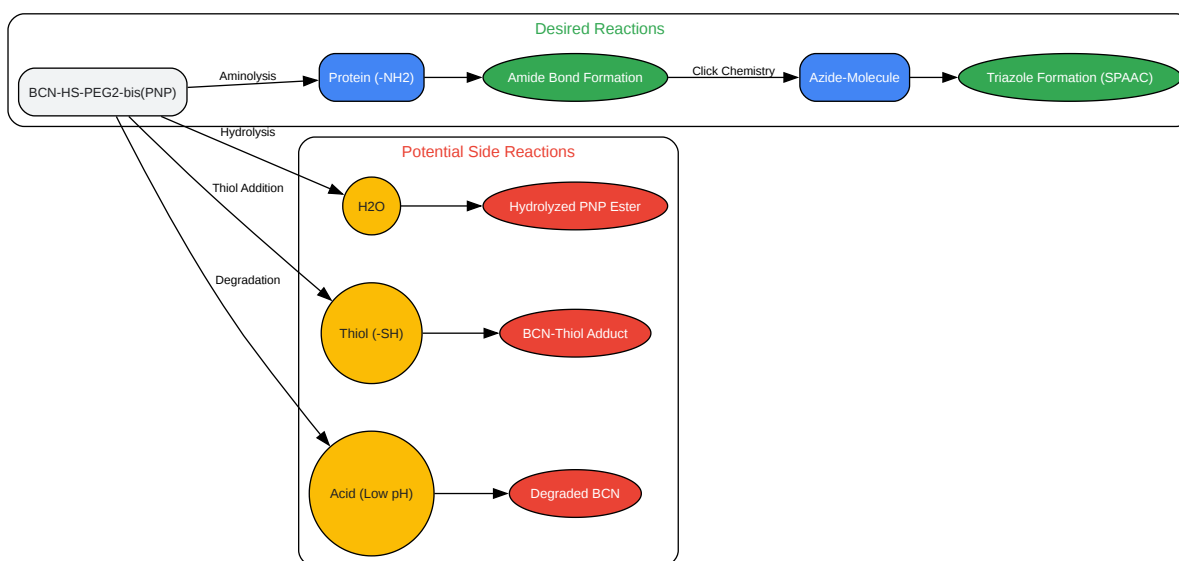 Desired Reactions
BCN-HS-PEG2-bis(PNP)
Aminolysis
Protein (-NH2)
Amide Bond Formation
Click Chemistry
Azide-Molecule
Triazole Formation (SPAAC)
Hydrolysis
Potential Side Reactions
Thiol Addition
H2O
Hydrolyzed PNP Ester
Degradation
Thiol (-SH)
BCN-Thiol Adduct
Acid (Low pH)
Degraded BCN